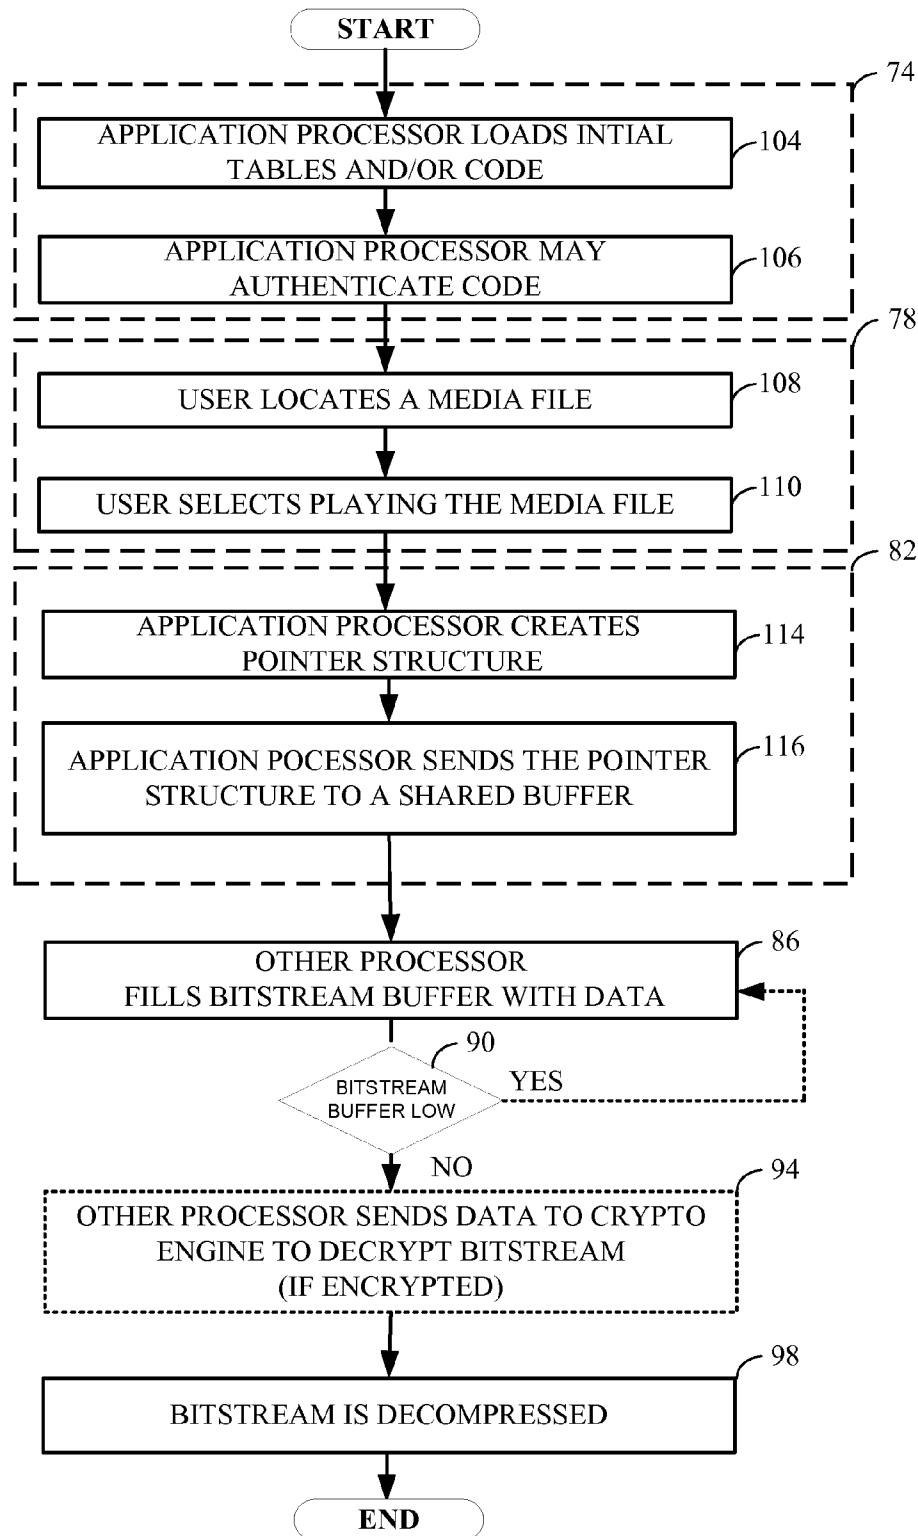 START
74
APPLICATION PROCESSOR LOADS INTIAL
TABLES AND/OR CODE
104
APPLICATION PROCESSOR MAY
AUTHENTICATE CODE
106
78
USER LOCATES A MEDIA FILE
108
USER SELECTS PLAYING THE MEDIA FILE
110
82
APPLICATION PROCESSOR CREATES
POINTER STRUCTURE
114
APPLICATION POCESSOR SENDS THE POINTER
STRUCTURE TO A SHARED BUFFER
116
OTHER PROCESSOR
FILLS BITSTREAM BUFFER WITH DATA
86
90
BITSTREAM
BUFFER LOW
YES
NO
94
OTHER PROCESSOR SENDS DATA TO CRYPTO
ENGINE TO DECRYPT BITSTREAM
(IF ENCRYPTED)
98
BITSTREAM IS DECOMPRESSED
END